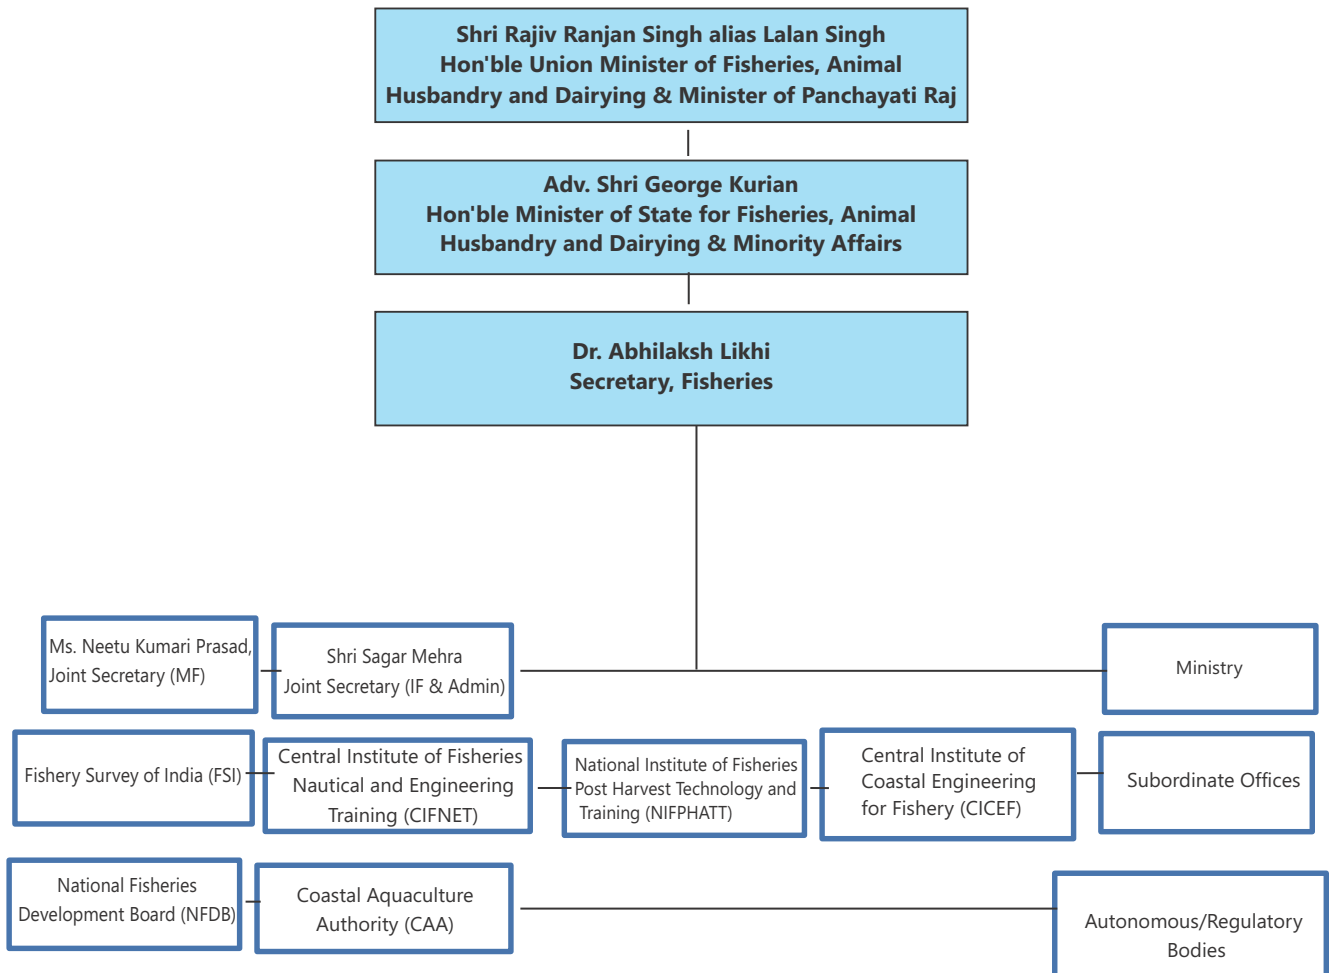 Shri Rajiv Ranjan Singh alias Lalan Singh
Hon'ble Union Minister of Fisheries, Animal
Husbandry and Dairying & Minister of Panchayati Raj
Adv. Shri George Kurian
Hon'ble Minister of State for Fisheries, Animal
Husbandry and Dairying & Minority Affairs
Dr. Abhilaksh Likhi
Secretary, Fisheries
Ms. Neetu Kumari Prasad,
Joint Secretary (MF)
Shri Sagar Mehra
Joint Secretary (IF & Admin)
Ministry
Fishery Survey of India (FSI)
Central Institute of Fisheries
Nautical and Engineering
Training (CIFNET)
National Institute of Fisheries
Post Harvest Technology and
Training (NIFPHATT)
Central Institute of
Coastal Engineering
for Fishery (CICEF)
Subordinate Offices
National Fisheries
Development Board (NFDB)
Coastal Aquaculture
Authority (CAA)
Autonomous/Regulatory
Bodies